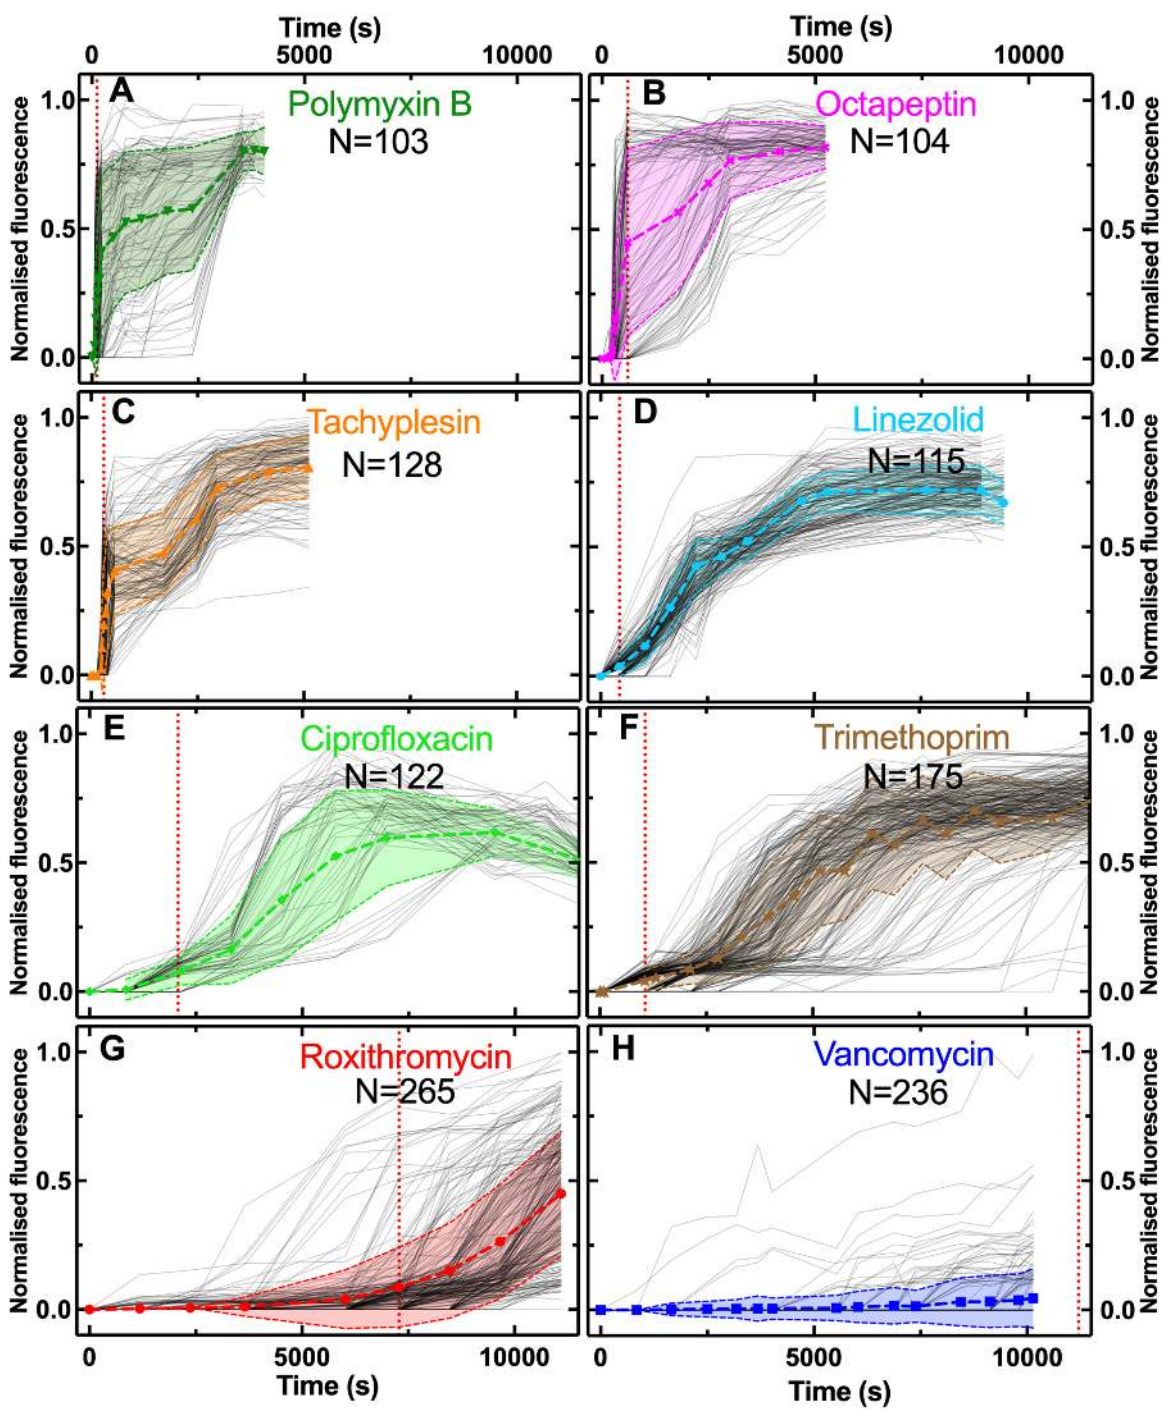 Time (s)
Time (s)
0 5000 10000
0 5000 10000
A
Polymyxin B
N=103
1.0
0.5
0.0
Normalised fluorescence
B
Octapeptin
N=104
1.0
0.5
0.0
Normalised fluorescence
C
Tachyplesin
N=128
1.0
0.5
0.0
Normalised fluorescence
D
Linezolid
N=115
1.0
0.5
0.0
Normalised fluorescence
E
Ciprofloxacin
N=122
1.0
0.5
0.0
Normalised fluorescence
F
Trimethoprim
N=175
1.0
0.5
0.0
Normalised fluorescence
G
Roxithromycin
N=265
1.0
0.5
0.0
Normalised fluorescence
H
Vancomycin
N=236
1.0
0.5
0.0
Normalised fluorescence
0 5000 10000
0 5000 10000
Time (s)
Time (s)